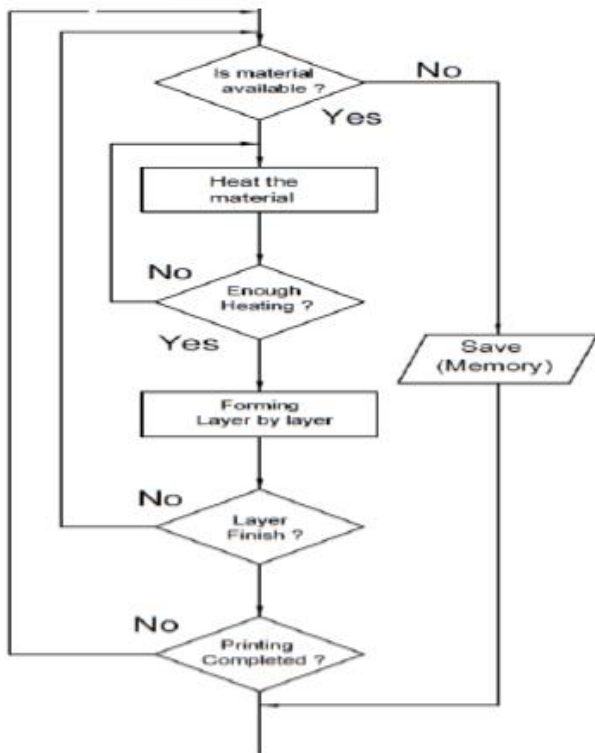 Is material
available ?
No
Yes
Heat the
material
No
Enough
Heating ?
Yes
Save
(Memory)
Forming
Layer by layer
No
Layer
Finish ?
No
Printing
Completed ?